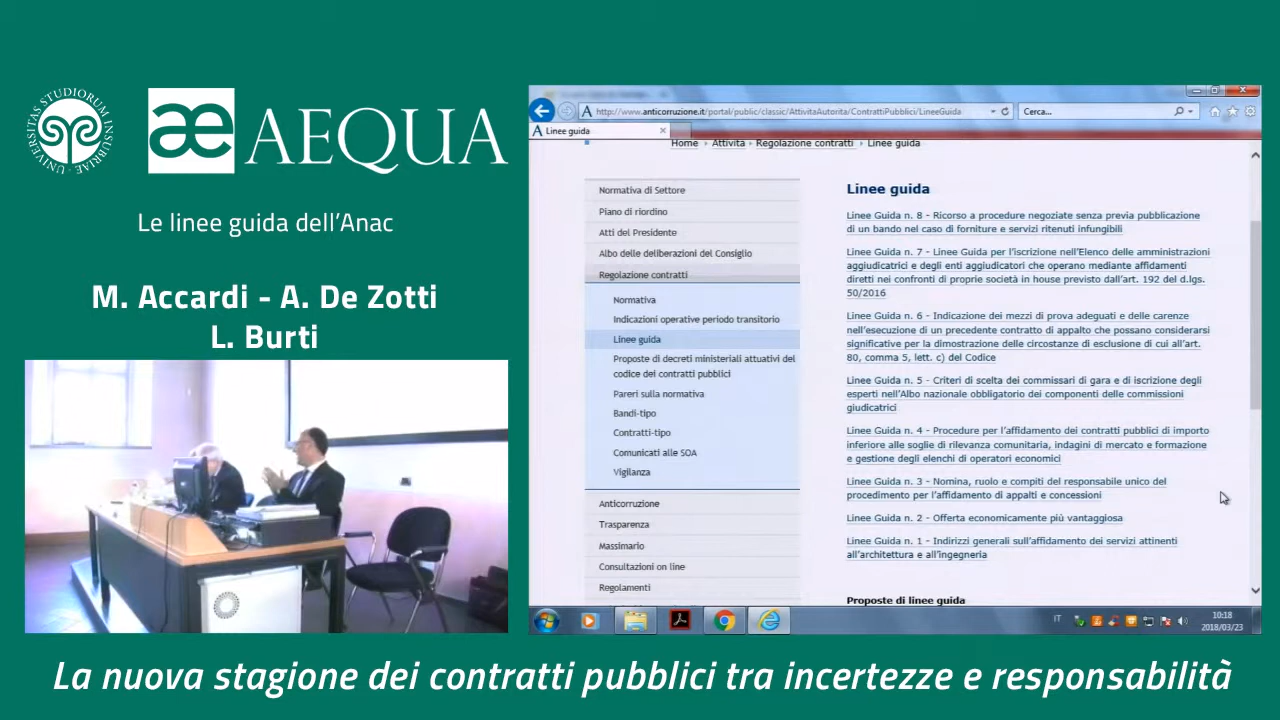 UNIVERSITAS STUDIORUM INSUBRIAE
æ AEQUA
Le linee guida dell'Anac
M. Accardi - A. De Zotti
L. Burti
http://www.anticorruzione.it/portal/public/classic/AttivitaAutorita/ContrattiPubblici/LineeGuida
Cerca...
Linee guida
Home › Attività › Regolazione contratti › Linee guida
Normativa di Settore
Piano di riordino
Atti del Presidente
Albo delle deliberazioni del Consiglio
Regolazione contratti
Normativa
Indicazioni operative periodo transitorio
Linee guida
Proposte di decreti ministeriali attuativi del
codice dei contratti pubblici
Pareri sulla normativa
Bandi-tipo
Contratti-tipo
Comunicati alle SOA
Vigilanza
Anticorruzione
Trasparenza
Massimario
Consultazioni on line
Regolamenti
Linee guida
Linee Guida n. 8 - Ricorso a procedure negoziate senza previa pubblicazione
di un bando nel caso di forniture e servizi ritenuti infungibili
Linee Guida n. 7 - Linee Guida per l'iscrizione nell'Elenco delle amministrazioni
aggiudicatrici e degli enti aggiudicatori che operano mediante affidamenti
diretti nei confronti di proprie società in house previsto dall'art. 192 del d.lgs.
50/2016
Linee Guida n. 6 - Indicazione dei mezzi di prova adeguati e delle carenze
nell'esecuzione di un precedente contratto di appalto che possano considerarsi
significative per la dimostrazione delle circostanze di esclusione di cui all'art.
80, comma 5, lett. c) del Codice
Linee Guida n. 5 - Criteri di scelta dei commissari di gara e di iscrizione degli
esperti nell'Albo nazionale obbligatorio dei componenti delle commissioni
giudicatrici
Linee Guida n. 4 - Procedure per l'affidamento dei contratti pubblici di importo
inferiore alle soglie di rilevanza comunitaria, indagini di mercato e formazione
e gestione degli elenchi di operatori economici
Linee Guida n. 3 - Nomina, ruolo e compiti del responsabile unico del
procedimento per l'affidamento di appalti e concessioni
Linee Guida n. 2 - Offerta economicamente più vantaggiosa
Linee Guida n. 1 - Indirizzi generali sull'affidamento dei servizi attinenti
all'architettura e all'ingegneria
Proposte di linee guida
IT
10:18
2018/03/23
La nuova stagione dei contratti pubblici tra incertezze e responsabilità